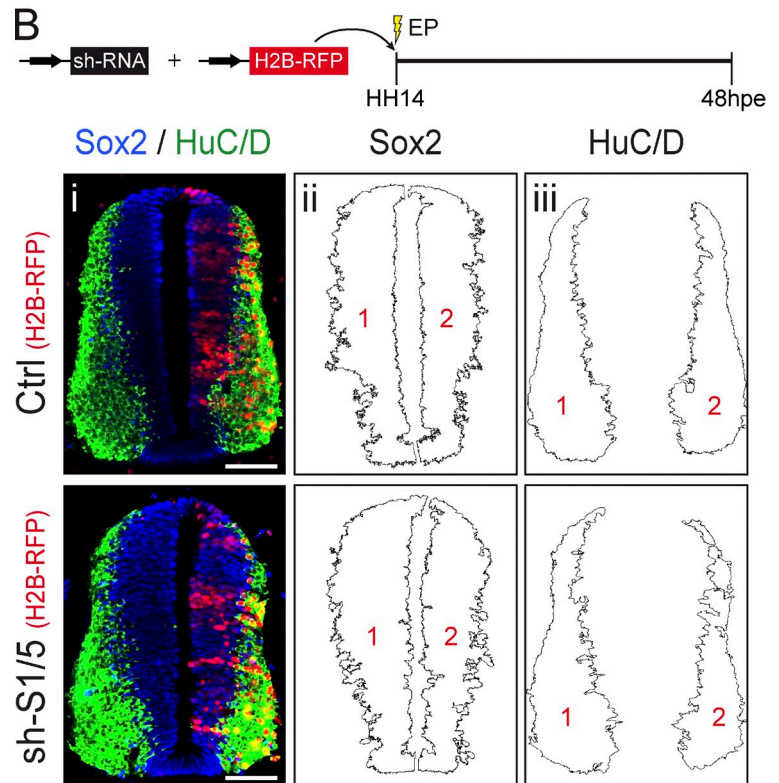 B
EP
sh-RNA + H2B-RFP
HH14 48hpe
Sox2 / HuC/D Sox2 HuC/D
Ctrl (H2B-RFP)
i ii iii
1 2 1 2
sh-S1/5 (H2B-RFP)
1 2 1 2